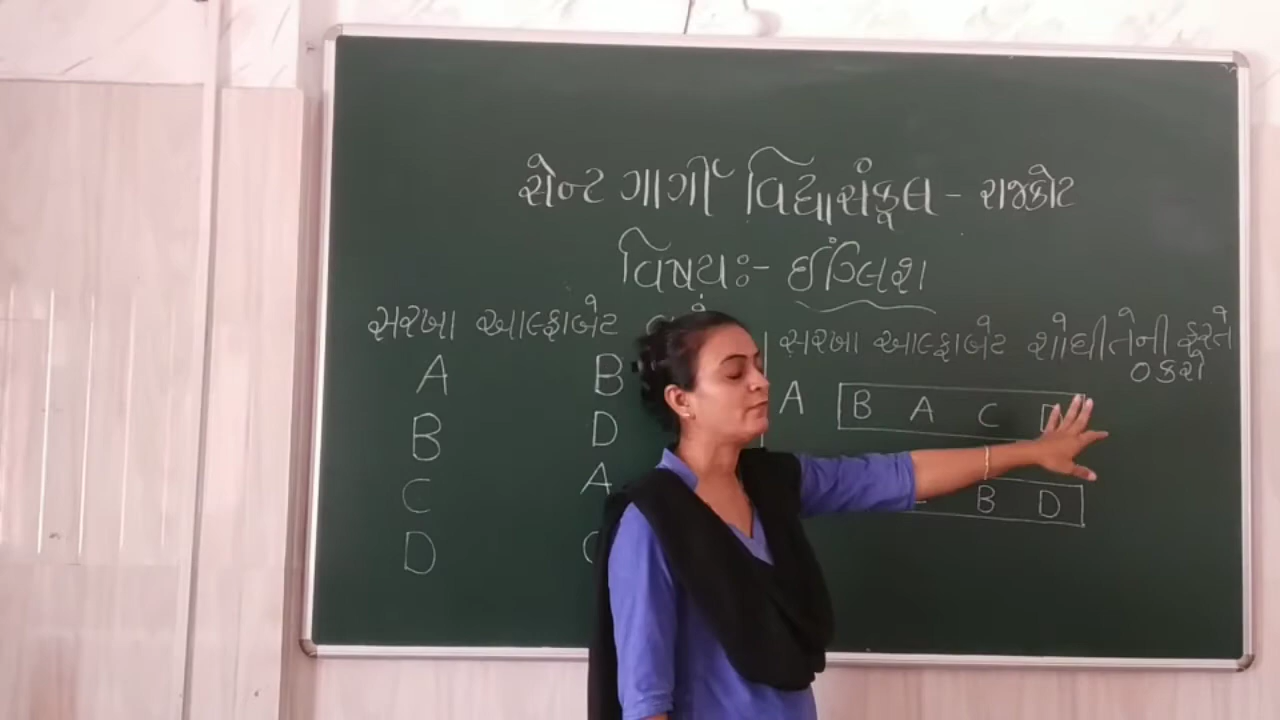 સેન્ટ ગાર્ગી વિદ્યાસંકૂલ - રાજકોટ
વિષયઃ- ઈંગ્લિશ
સરખા આલ્ફાબેટ
A B
B D
C A
D
સરખા આલ્ફાબેટ શોધી તેની ફરતે
૦ કરો
A B A C
B D